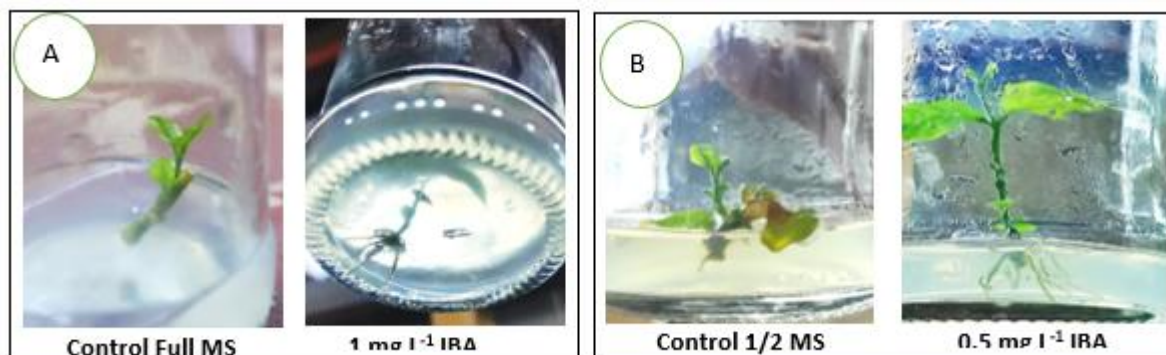 A
B
Control Full MS
1 mg L-1 IBA
Control 1/2 MS
0.5 mg L-1 IBA